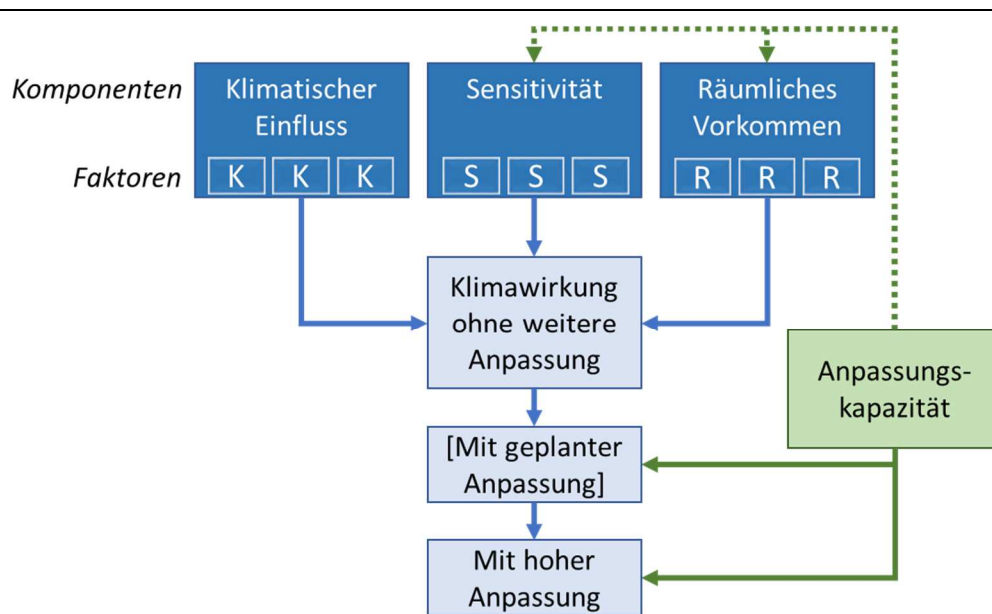 Komponenten
Klimatischer
Einfluss
Sensitivität
Räumliches
Vorkommen
Faktoren
K K K
S S S
R R R
Klimawirkung
ohne weitere
Anpassung
Anpassungs-
kapazität
[Mit geplanter
Anpassung]
Mit hoher
Anpassung